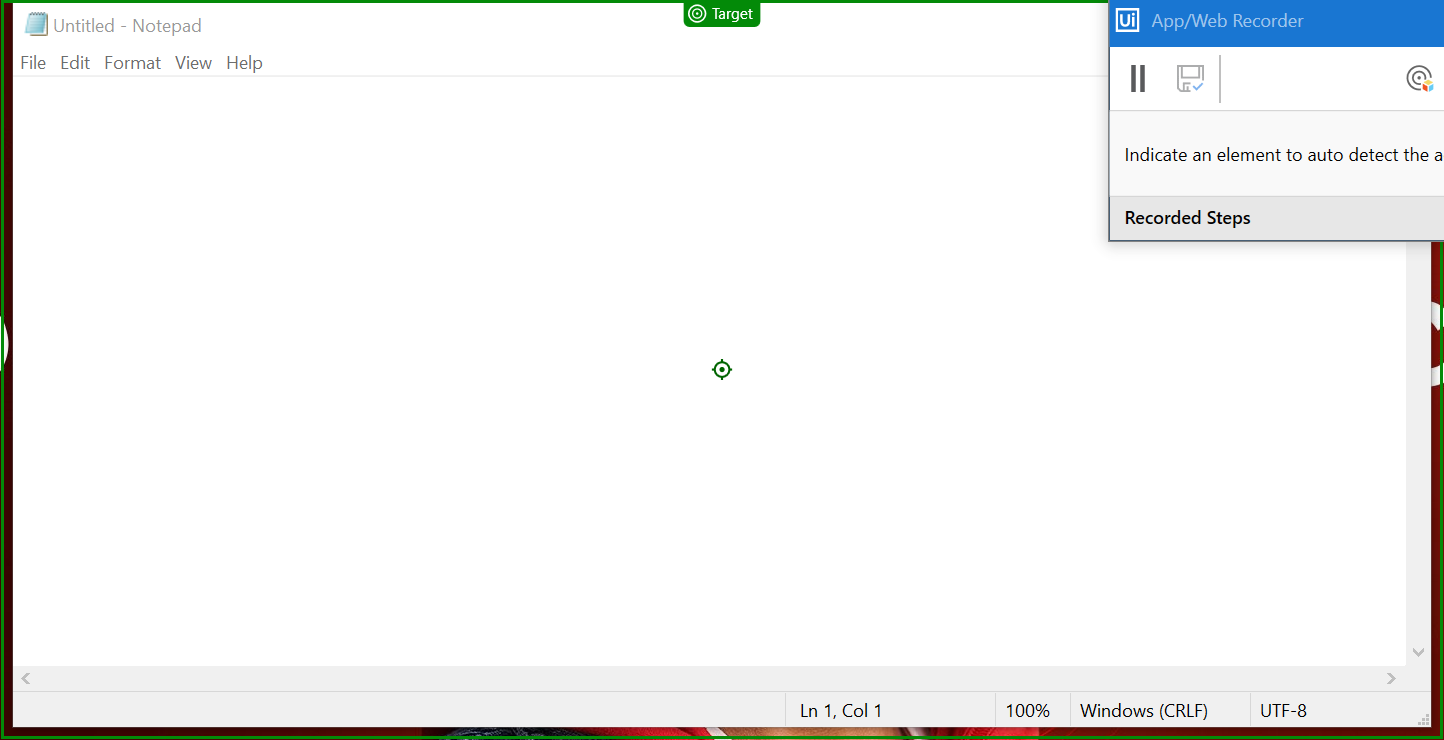 Target
Untitled - Notepad
Ui App/Web Recorder
File Edit Format View Help
Indicate an element to auto detect the a
Recorded Steps
Ln 1, Col 1 100% Windows (CRLF) UTF-8